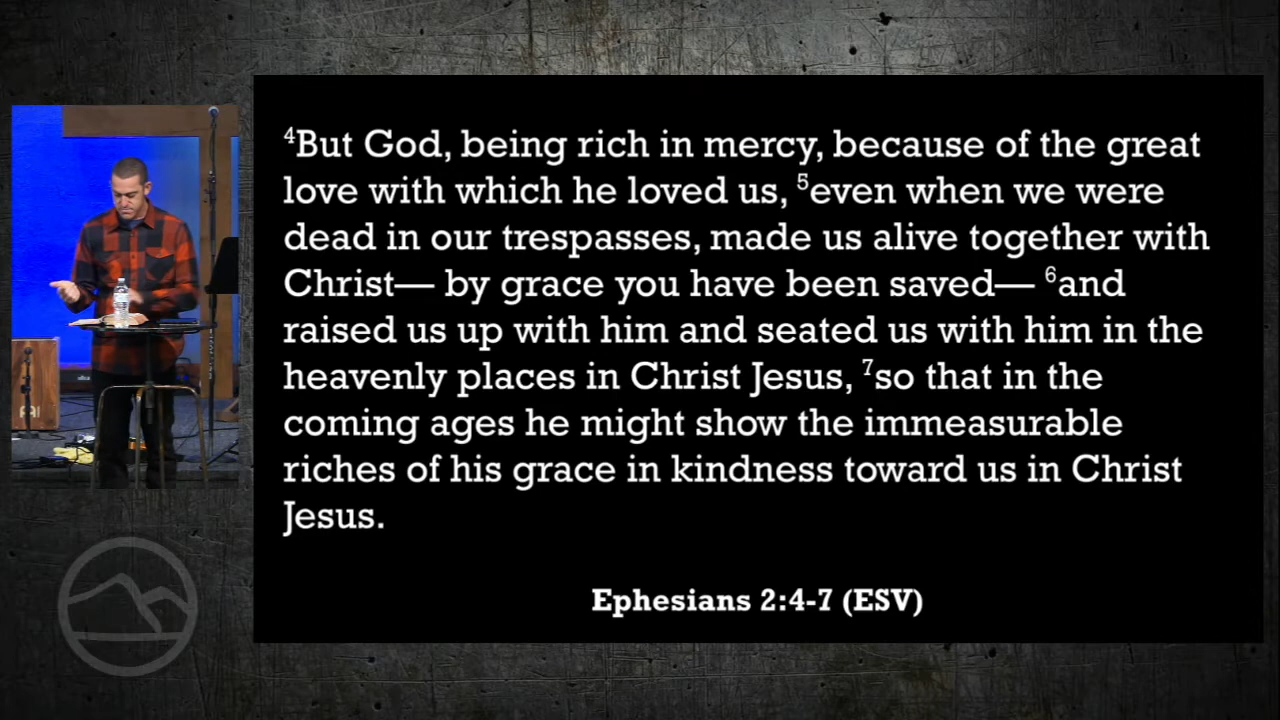 ⁴But God, being rich in mercy, because of the great
love with which he loved us, ⁵even when we were
dead in our trespasses, made us alive together with
Christ— by grace you have been saved— ⁶and
raised us up with him and seated us with him in the
heavenly places in Christ Jesus, ⁷so that in the
coming ages he might show the immeasurable
riches of his grace in kindness toward us in Christ
Jesus.
Ephesians 2:4-7 (ESV)